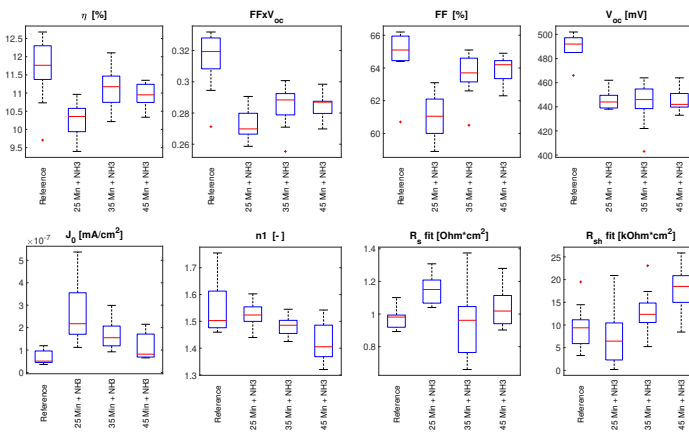 η [%]
12.5
12
11.5
11
10.5
10
9.5
Reference
25 Min + NH3
35 Min + NH3
45 Min + NH3
FFxVoc
0.32
0.3
0.28
0.26
Reference
25 Min + NH3
35 Min + NH3
45 Min + NH3
FF [%]
66
64
62
60
Reference
25 Min + NH3
35 Min + NH3
45 Min + NH3
Voc [mV]
500
480
460
440
420
400
Reference
25 Min + NH3
35 Min + NH3
45 Min + NH3
J0 [mA/cm2]
×10-7
6
5
4
3
2
1
0
Reference
25 Min + NH3
35 Min + NH3
45 Min + NH3
n1 [-]
1.8
1.7
1.6
1.5
1.4
1.3
Reference
25 Min + NH3
35 Min + NH3
45 Min + NH3
Rs fit [Ohm*cm2]
1.4
1.2
1
0.8
Reference
25 Min + NH3
35 Min + NH3
45 Min + NH3
Rsh fit [kOhm*cm2]
25
20
15
10
5
0
Reference
25 Min + NH3
35 Min + NH3
45 Min + NH3